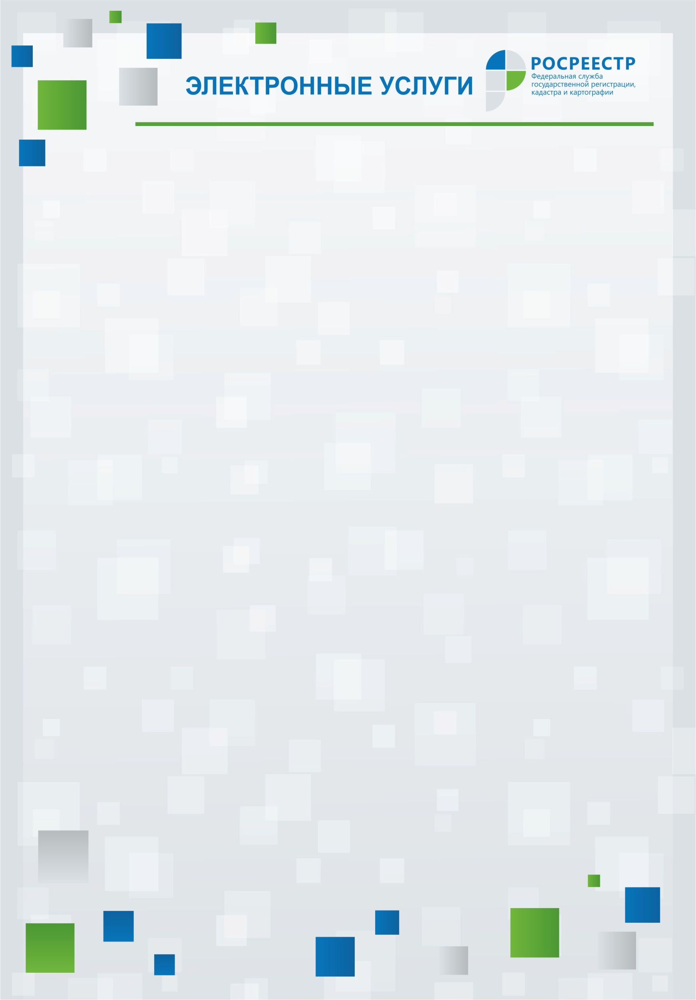 ЭЛЕКТРОННЫЕ УСЛУГИ
РОСРЕЕСТР
Федеральная служба
государственной регистрации,
кадастра и картографии